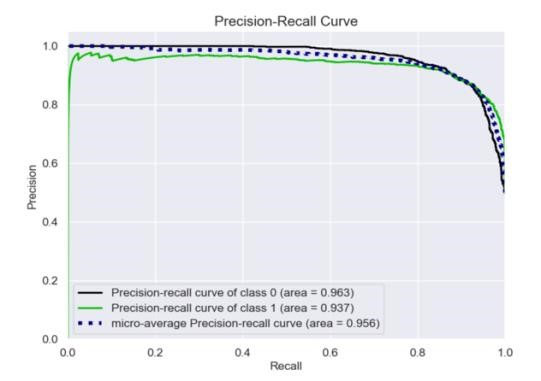 Precision-Recall Curve
1.0
0.8
0.6
0.4
0.2
0.0
Precision
Precision-recall curve of class 0 (area = 0.963)
Precision-recall curve of class 1 (area = 0.937)
micro-average Precision-recall curve (area = 0.956)
0.0 0.2 0.4 0.6 0.8 1.0
Recall